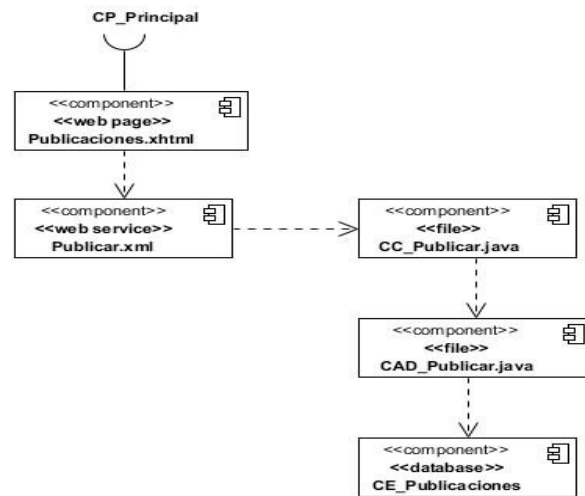 CP_Principal
<<component>>
<<web page>>
Publicaciones.xhtml
<<component>>
<<web service>>
Publicar.xml
<<component>>
<<file>>
CC_Publicar.java
<<component>>
<<file>>
CAD_Publicar.java
<<component>>
<<database>>
CE_Publicaciones